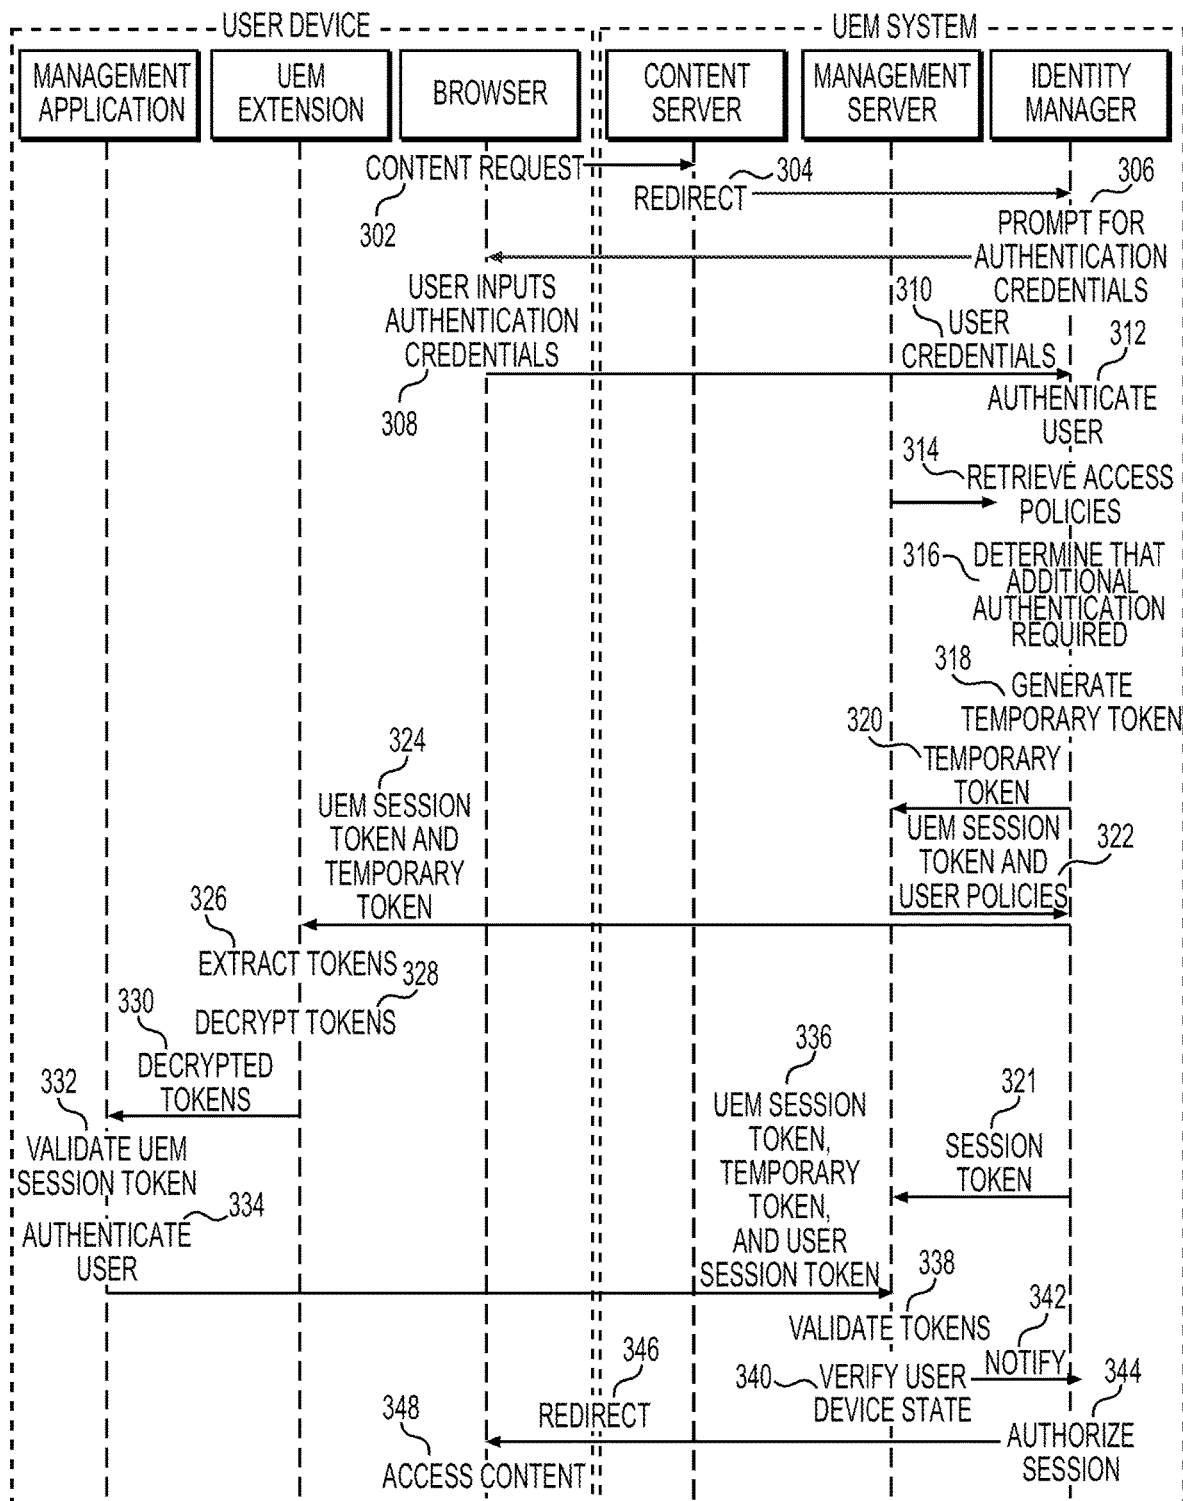 USER DEVICE
UEM SYSTEM
MANAGEMENT
APPLICATION
UEM
EXTENSION
BROWSER
CONTENT
SERVER
MANAGEMENT
SERVER
IDENTITY
MANAGER
CONTENT REQUEST
302
304
REDIRECT
306
PROMPT FOR
AUTHENTICATION
CREDENTIALS
USER INPUTS
AUTHENTICATION
CREDENTIALS
308
310
USER
CREDENTIALS
312
AUTHENTICATE
USER
314
RETRIEVE ACCESS
POLICIES
316
DETERMINE THAT
ADDITIONAL
AUTHENTICATION
REQUIRED
318
GENERATE
TEMPORARY TOKEN
320
TEMPORARY
TOKEN
UEM SESSION
TOKEN AND
USER POLICIES
322
324
UEM SESSION
TOKEN AND
TEMPORARY
TOKEN
326
EXTRACT TOKENS
328
DECRYPT TOKENS
330
DECRYPTED
TOKENS
332
VALIDATE UEM
SESSION TOKEN
334
AUTHENTICATE
USER
336
UEM SESSION
TOKEN,
TEMPORARY
TOKEN,
AND USER
SESSION TOKEN
321
SESSION
TOKEN
338
VALIDATE TOKENS
342
NOTIFY
340
VERIFY USER
DEVICE STATE
344
AUTHORIZE
SESSION
346
REDIRECT
348
ACCESS CONTENT